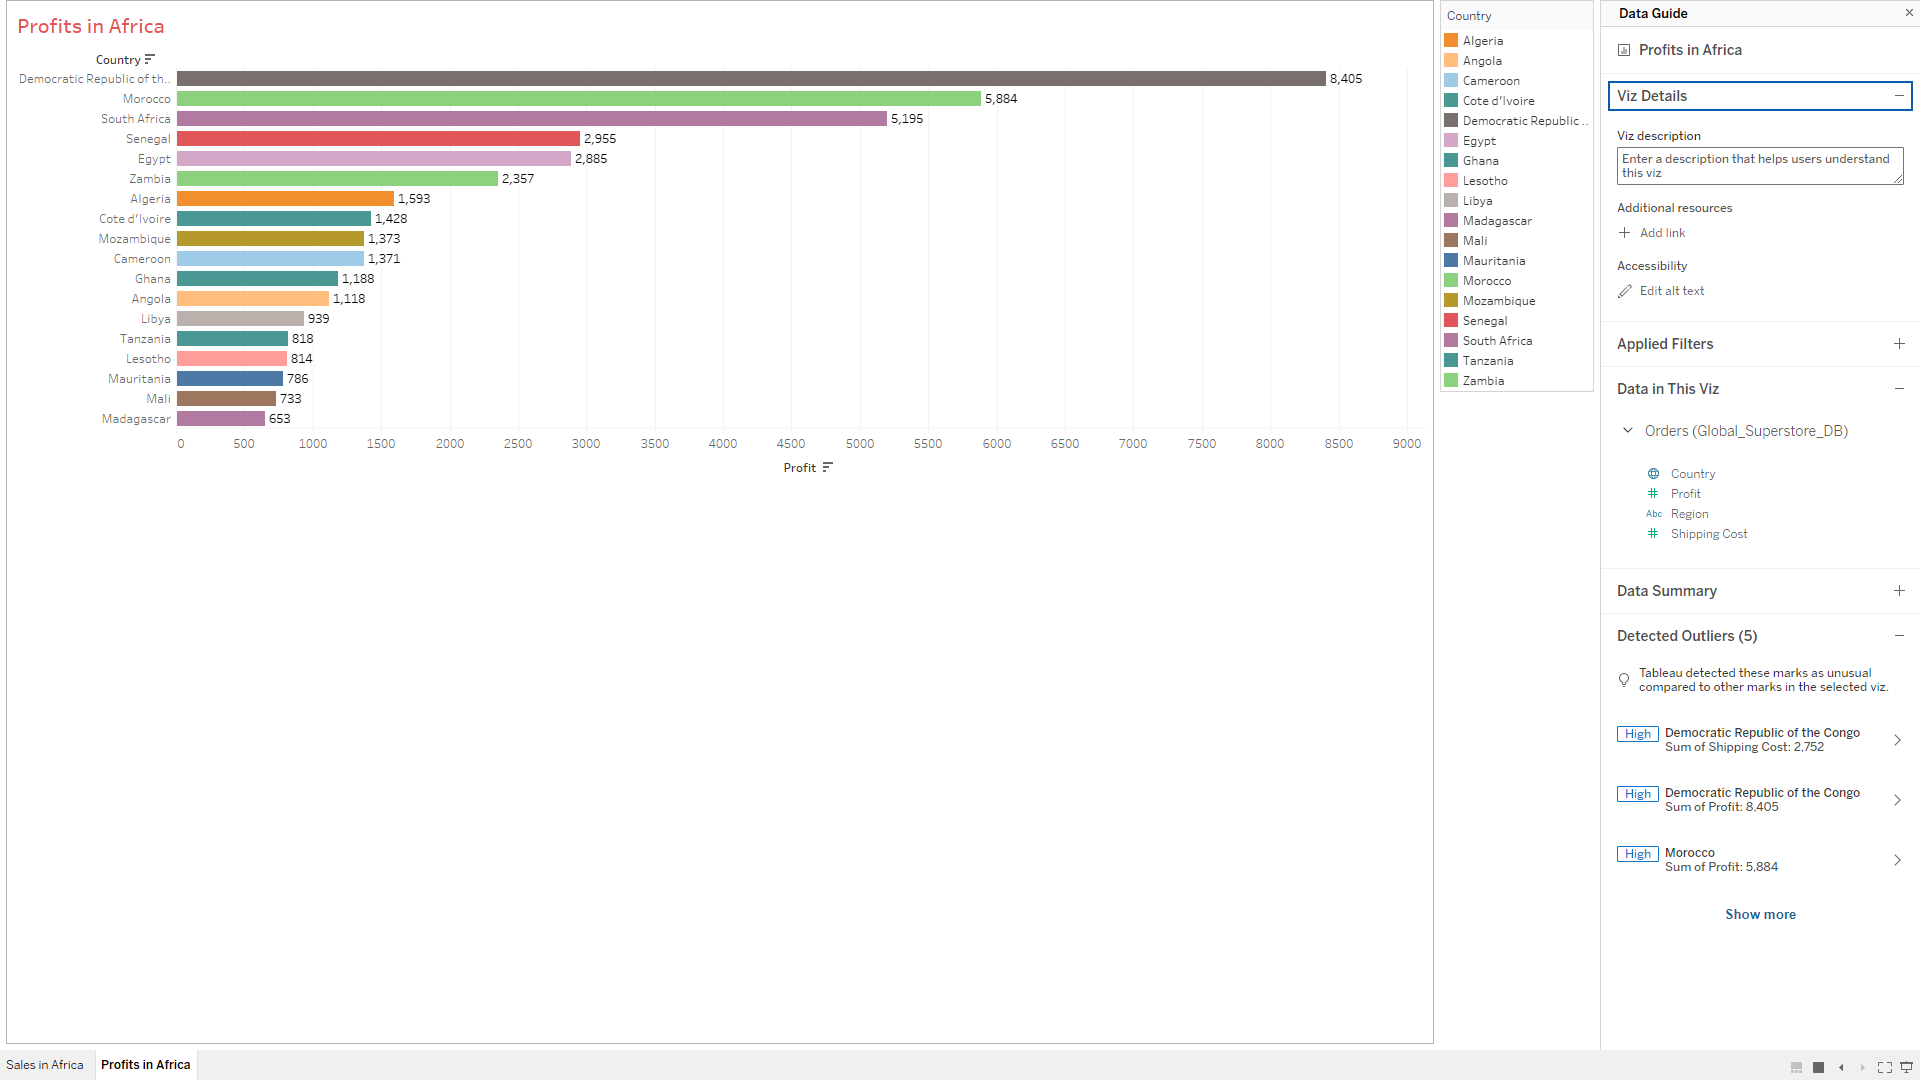 Profits in Africa
Country
Democratic Republic of th..
8,405
Morocco
5,884
South Africa
5,195
Senegal
2,955
Egypt
2,885
Zambia
2,357
Algeria
1,593
Cote d'Ivoire
1,428
Mozambique
1,373
Cameroon
1,371
Ghana
1,188
Angola
1,118
Libya
939
Tanzania
818
Lesotho
814
Mauritania
786
Mali
733
Madagascar
653
0 500 1000 1500 2000 2500 3000 3500 4000 4500 5000 5500 6000 6500 7000 7500 8000 8500 9000
Profit
Country
Algeria
Angola
Cameroon
Cote d'Ivoire
Democratic Republic ..
Egypt
Ghana
Lesotho
Libya
Madagascar
Mali
Mauritania
Morocco
Mozambique
Senegal
South Africa
Tanzania
Zambia
Data Guide
Profits in Africa
Viz Details
Viz description
Enter a description that helps users understand
this viz
Additional resources
Add link
Accessibility
Edit alt text
Applied Filters
Data in This Viz
Orders (Global_Superstore_DB)
Country
Profit
Abc Region
Shipping Cost
Data Summary
Detected Outliers (5)
Tableau detected these marks as unusual
compared to other marks in the selected viz.
High Democratic Republic of the Congo
Sum of Shipping Cost: 2,752
High Democratic Republic of the Congo
Sum of Profit: 8,405
High Morocco
Sum of Profit: 5,884
Show more
Sales in Africa
Profits in Africa